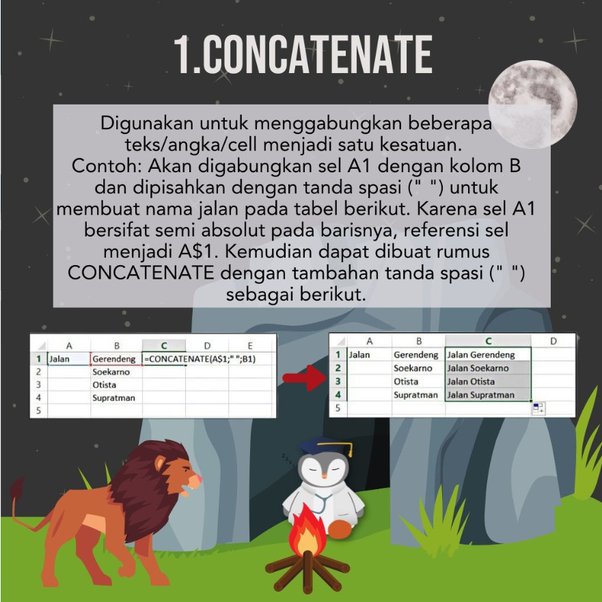 1.CONCATENATE
Digunakan untuk menggabungkan beberapa
teks/angka/cell menjadi satu kesatuan.
Contoh: Akan digabungkan sel A1 dengan kolom B
dan dipisahkan dengan tanda spasi (" ") untuk
membuat nama jalan pada tabel berikut. Karena sel A1
bersifat semi absolut pada barisnya, referensi sel
menjadi A$1. Kemudian dapat dibuat rumus
CONCATENATE dengan tambahan tanda spasi (" ")
sebagai berikut.
A B C D E
1 Jalan Gerendeng =CONCATENATE(A$1;" ";B1)
2 Soekarno
3 Otista
4 Supratman
5
A B C D
1 Jalan Gerendeng Jalan Gerendeng
2 Soekarno Jalan Soekarno
3 Otista Jalan Otista
4 Supratman Jalan Supratman
5
z z z